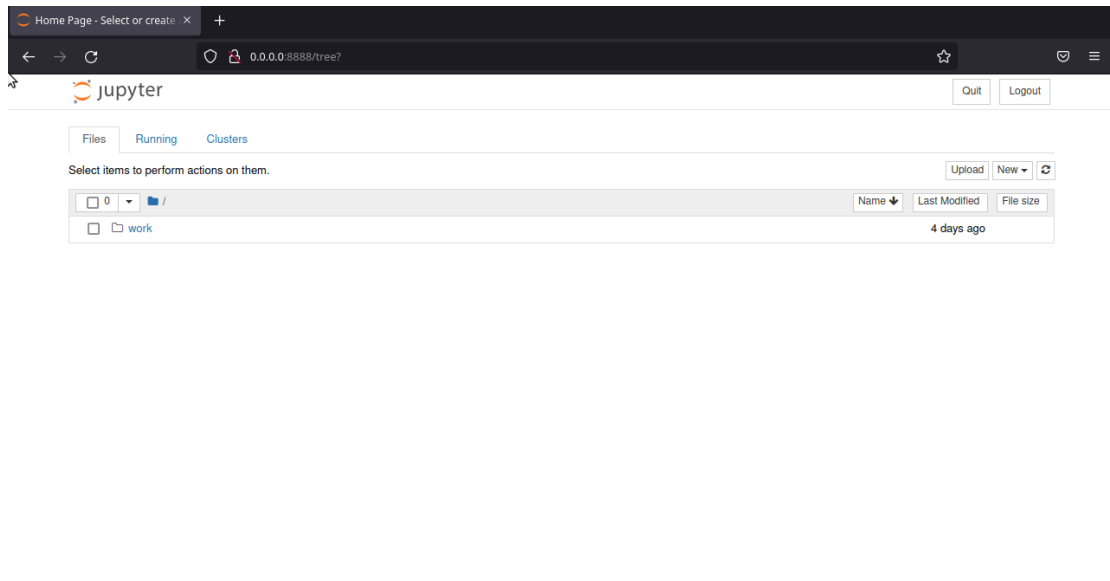 Home Page - Select or create
0.0.0.0:8888/tree?
jupyter
Quit Logout
Files Running Clusters
Select items to perform actions on them.
Upload New
0 / Name Last Modified File size
work 4 days ago